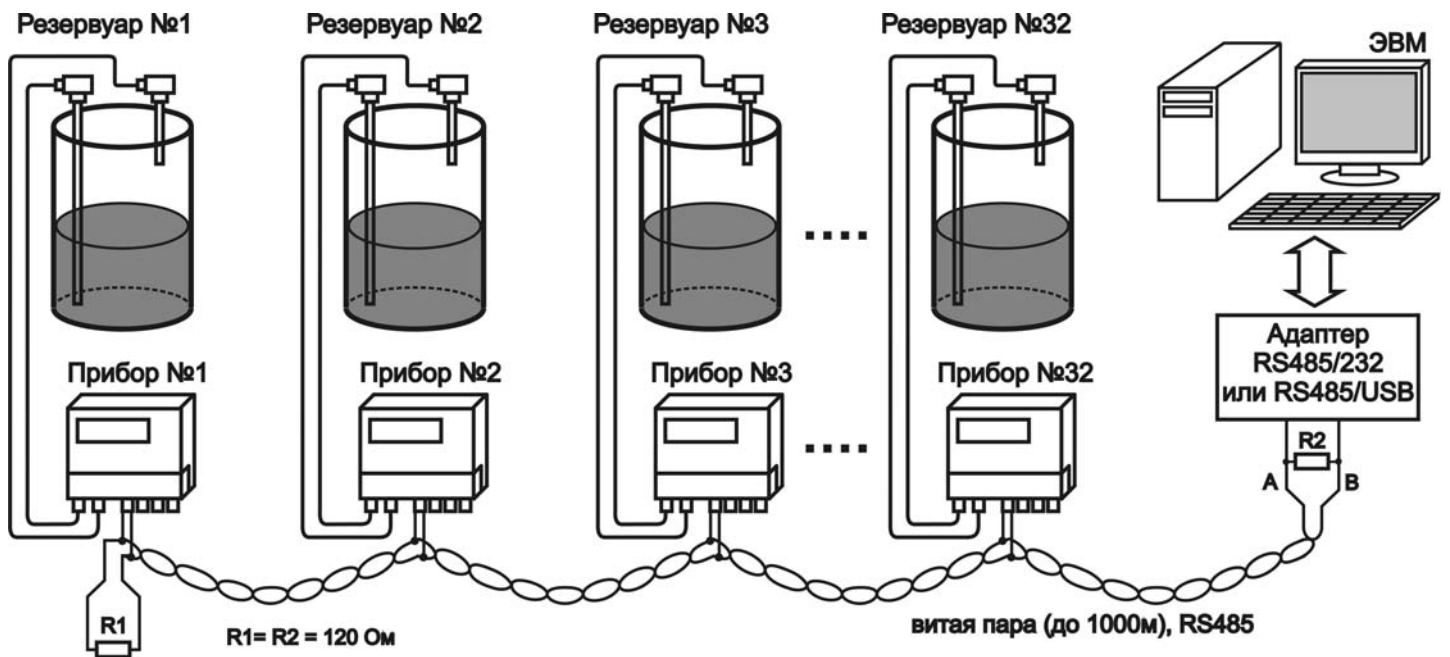 Резервуар №1
Резервуар №2
Резервуар №3
Резервуар №32
ЭВМ
Прибор №1
Прибор №2
Прибор №3
Прибор №32
Адаптер
RS485/232
или RS485/USB
R2
A
B
R1
R1= R2 = 120 Ом
витая пара (до 1000м), RS485